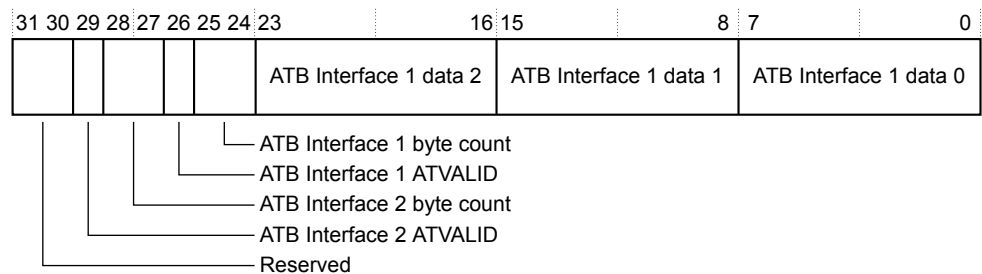 31 30 29 28 27 26 25 24 23 16 15 8 7 0
ATB Interface 1 data 2 ATB Interface 1 data 1 ATB Interface 1 data 0
ATB Interface 1 byte count
ATB Interface 1 ATVALID
ATB Interface 2 byte count
ATB Interface 2 ATVALID
Reserved